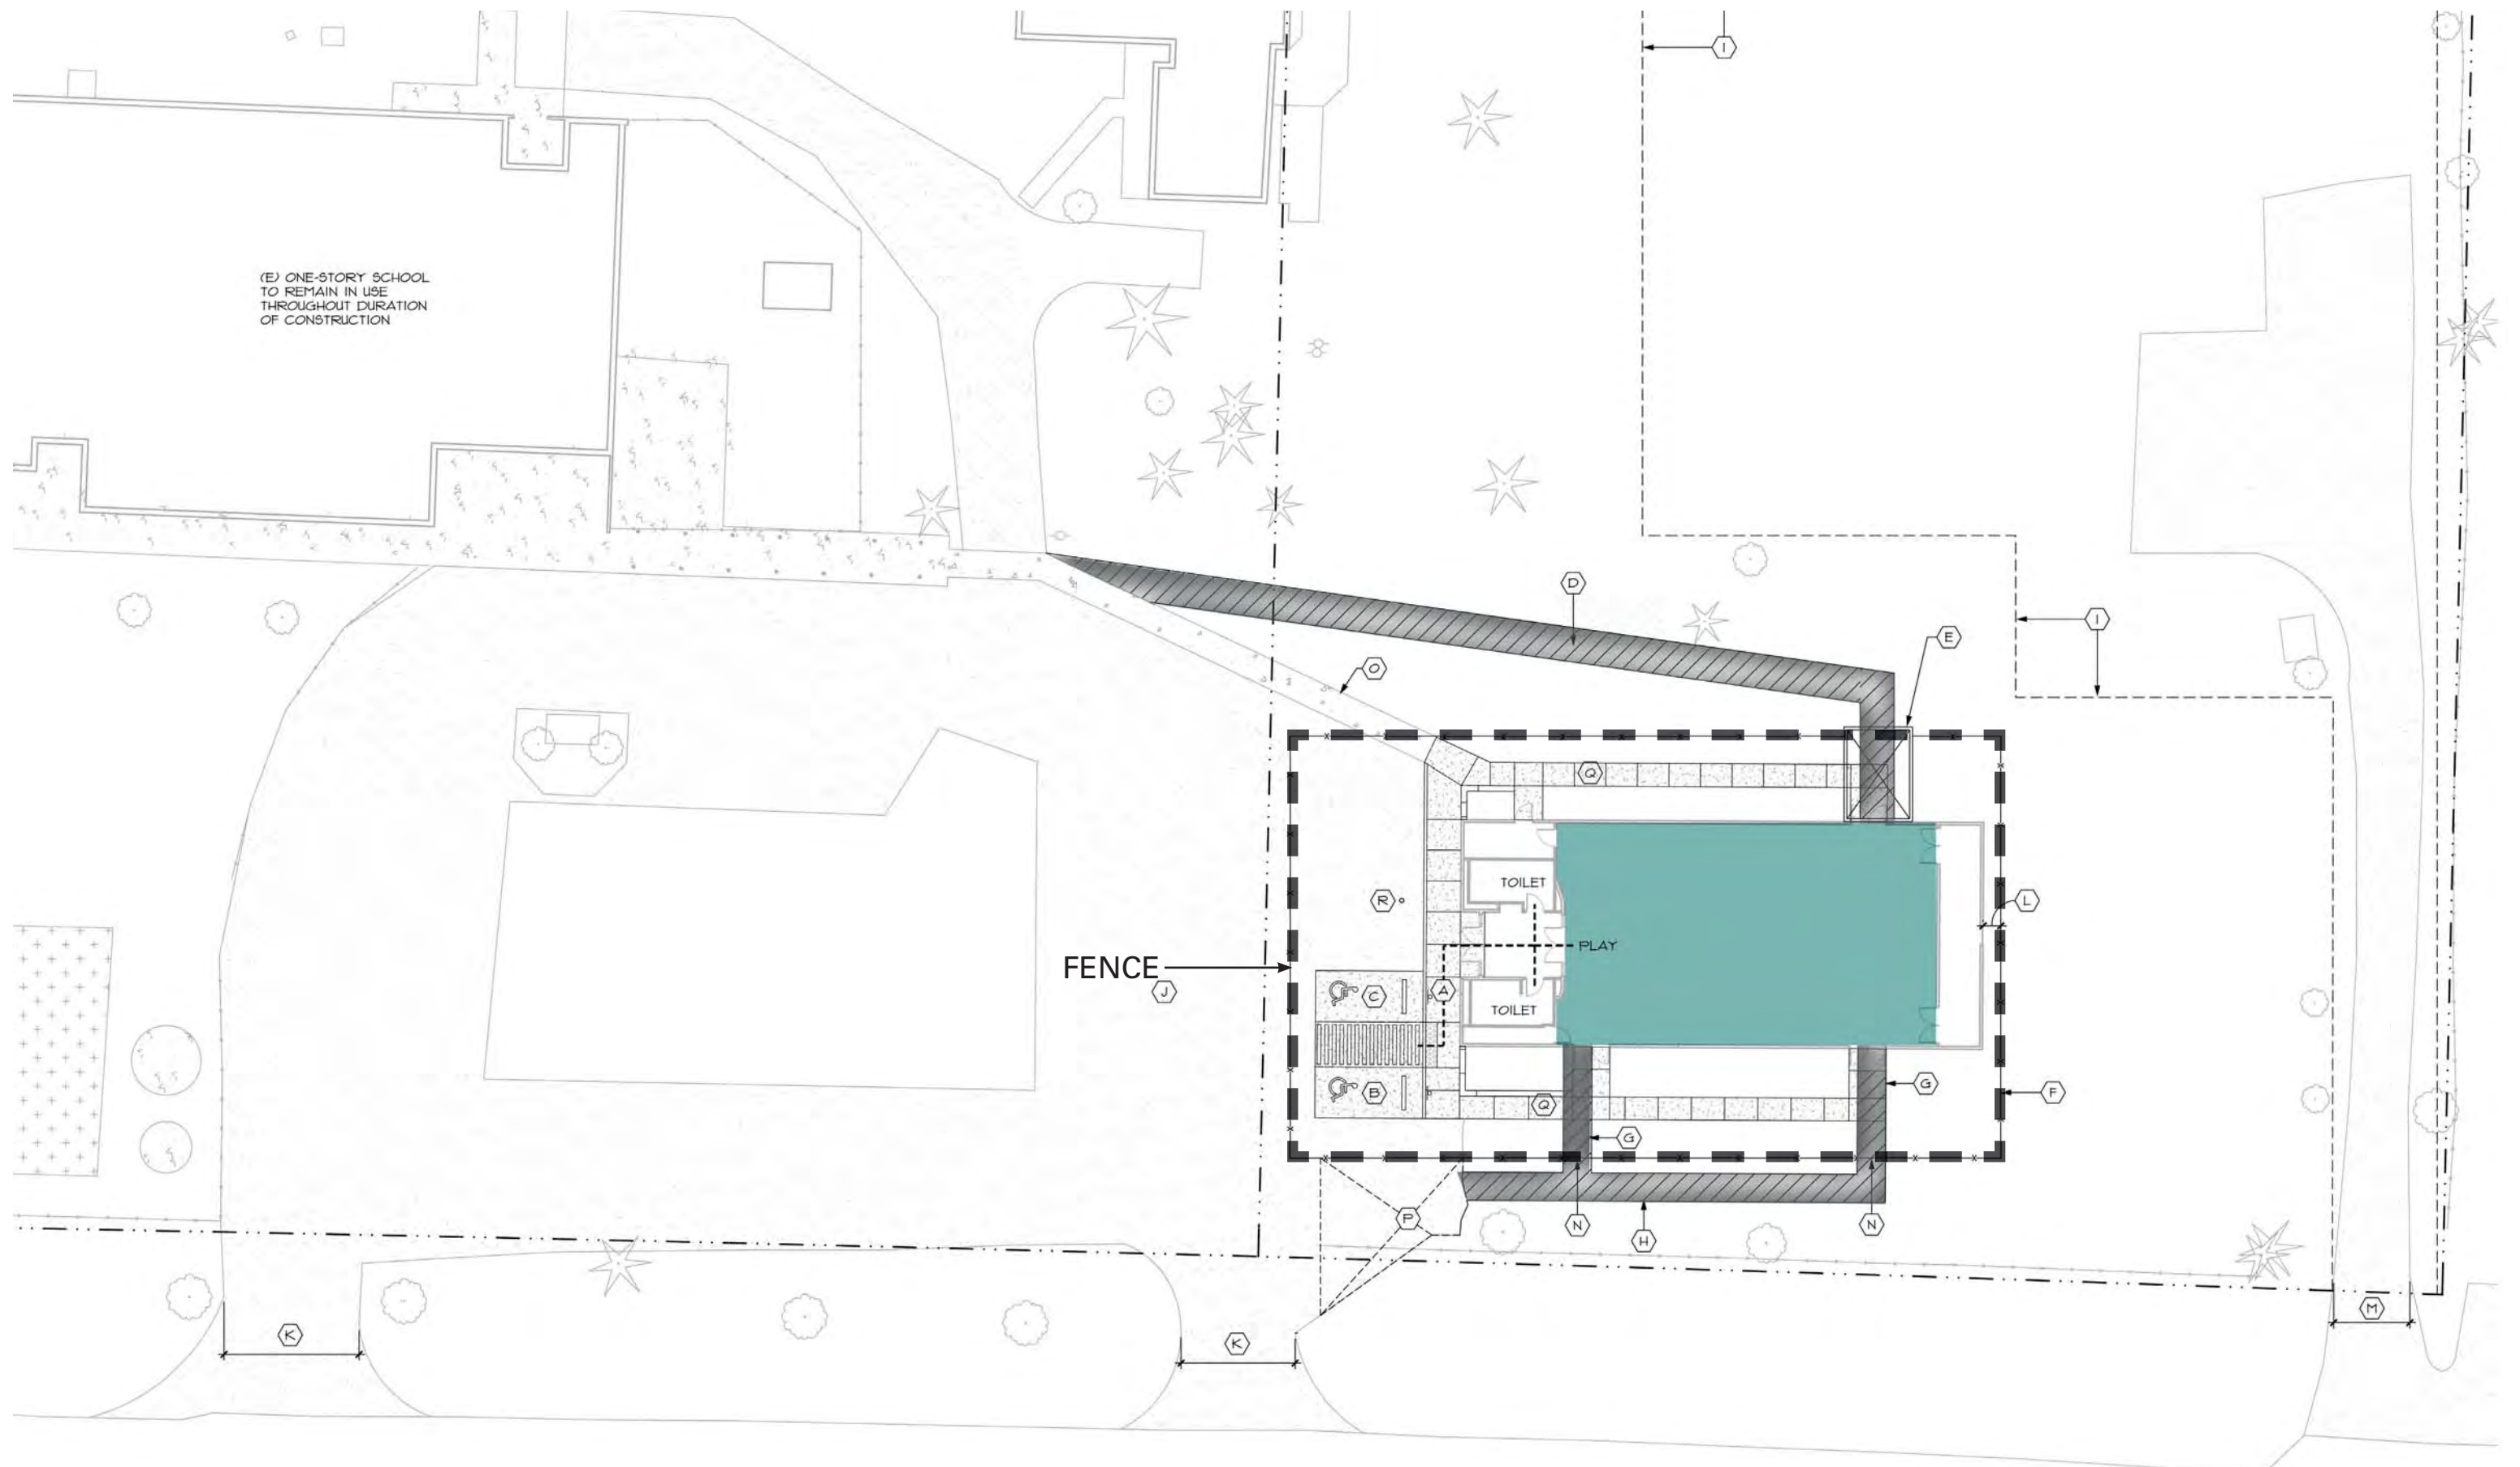 I
(E) ONE-STORY SCHOOL
TO REMAIN IN USE
THROUGHOUT DURATION
OF CONSTRUCTION
D
I
E
O
Q
TOILET
R
L
PLAY
FENCE
J
C
A
TOILET
B
G
F
Q
G
P
N
N
H
M
K
K